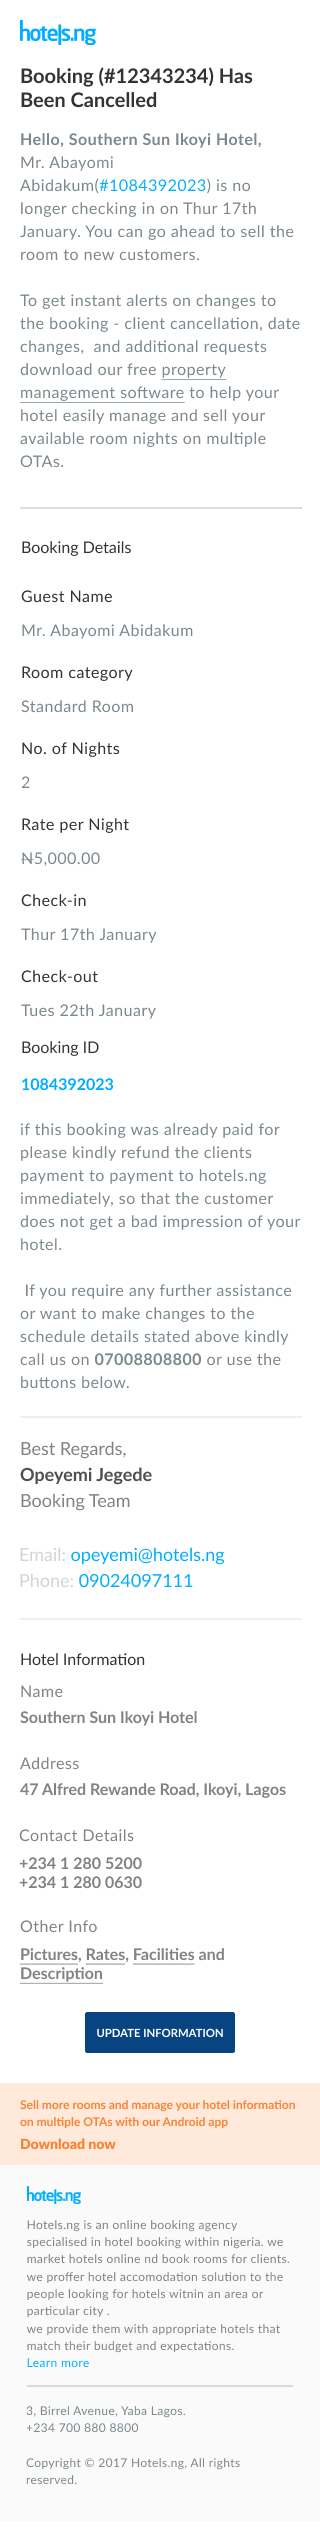 hotels.ng
Booking (#12343234) Has
Been Cancelled
Hello, Southern Sun Ikoyi Hotel,
Mr. Abayomi
Abidakum(#1084392023) is no
longer checking in on Thur 17th
January. You can go ahead to sell the
room to new customers.
To get instant alerts on changes to
the booking - client cancellation, date
changes,  and additional requests
download our free property
management software to help your
hotel easily manage and sell your
available room nights on multiple
OTAs.
Booking Details
Guest Name
Mr. Abayomi Abidakum
Room category
Standard Room
No. of Nights
2
Rate per Night
₦5,000.00
Check-in
Thur 17th January
Check-out
Tues 22th January
Booking ID
1084392023
if this booking was already paid for
please kindly refund the clients
payment to payment to hotels.ng
immediately, so that the customer
does not get a bad impression of your
hotel.
If you require any further assistance
or want to make changes to the
schedule details stated above kindly
call us on 07008808800 or use the
buttons below.
Best Regards,
Opeyemi Jegede
Booking Team
Email: opeyemi@hotels.ng
Phone: 09024097111
Hotel Information
Name
Southern Sun Ikoyi Hotel
Address
47 Alfred Rewande Road, Ikoyi, Lagos
Contact Details
+234 1 280 5200
+234 1 280 0630
Other Info
Pictures, Rates, Facilities and
Description
UPDATE INFORMATION
Sell more rooms and manage your hotel information
on multiple OTAs with our Android app
Download now
hotels.ng
Hotels.ng is an online booking agency
specialised in hotel booking within nigeria. we
market hotels online nd book rooms for clients.
we proffer hotel accomodation solution to the
people looking for hotels witnin an area or
particular city .
we provide them with appropriate hotels that
match their budget and expectations.
Learn more
3, Birrel Avenue, Yaba Lagos.
+234 700 880 8800
Copyright © 2017 Hotels.ng, All rights
reserved.